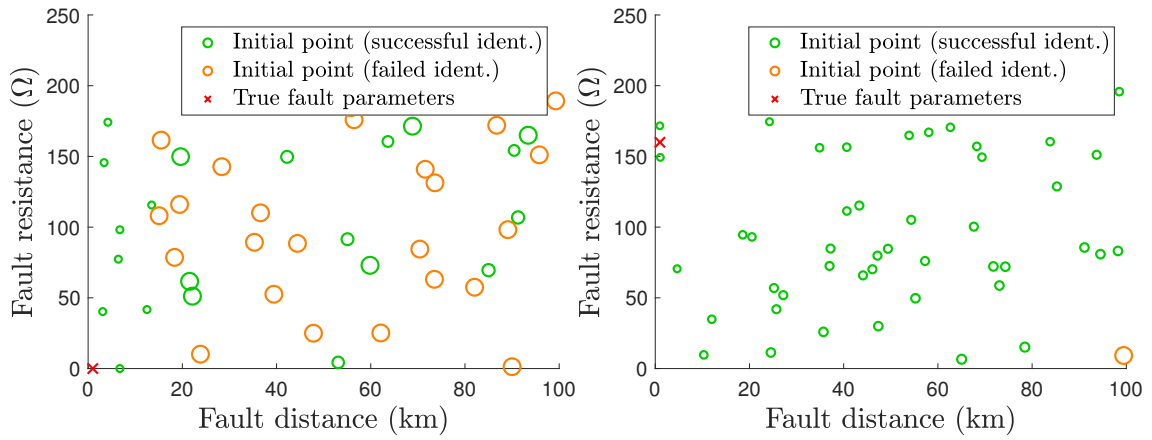 250
200
150
100
50
0
0
20
40
60
80
100
Fault resistance (Ω)
Fault distance (km)
Initial point (successful ident.)
Initial point (failed ident.)
True fault parameters
250
200
150
100
50
0
0
20
40
60
80
100
Fault resistance (Ω)
Fault distance (km)
Initial point (successful ident.)
Initial point (failed ident.)
True fault parameters